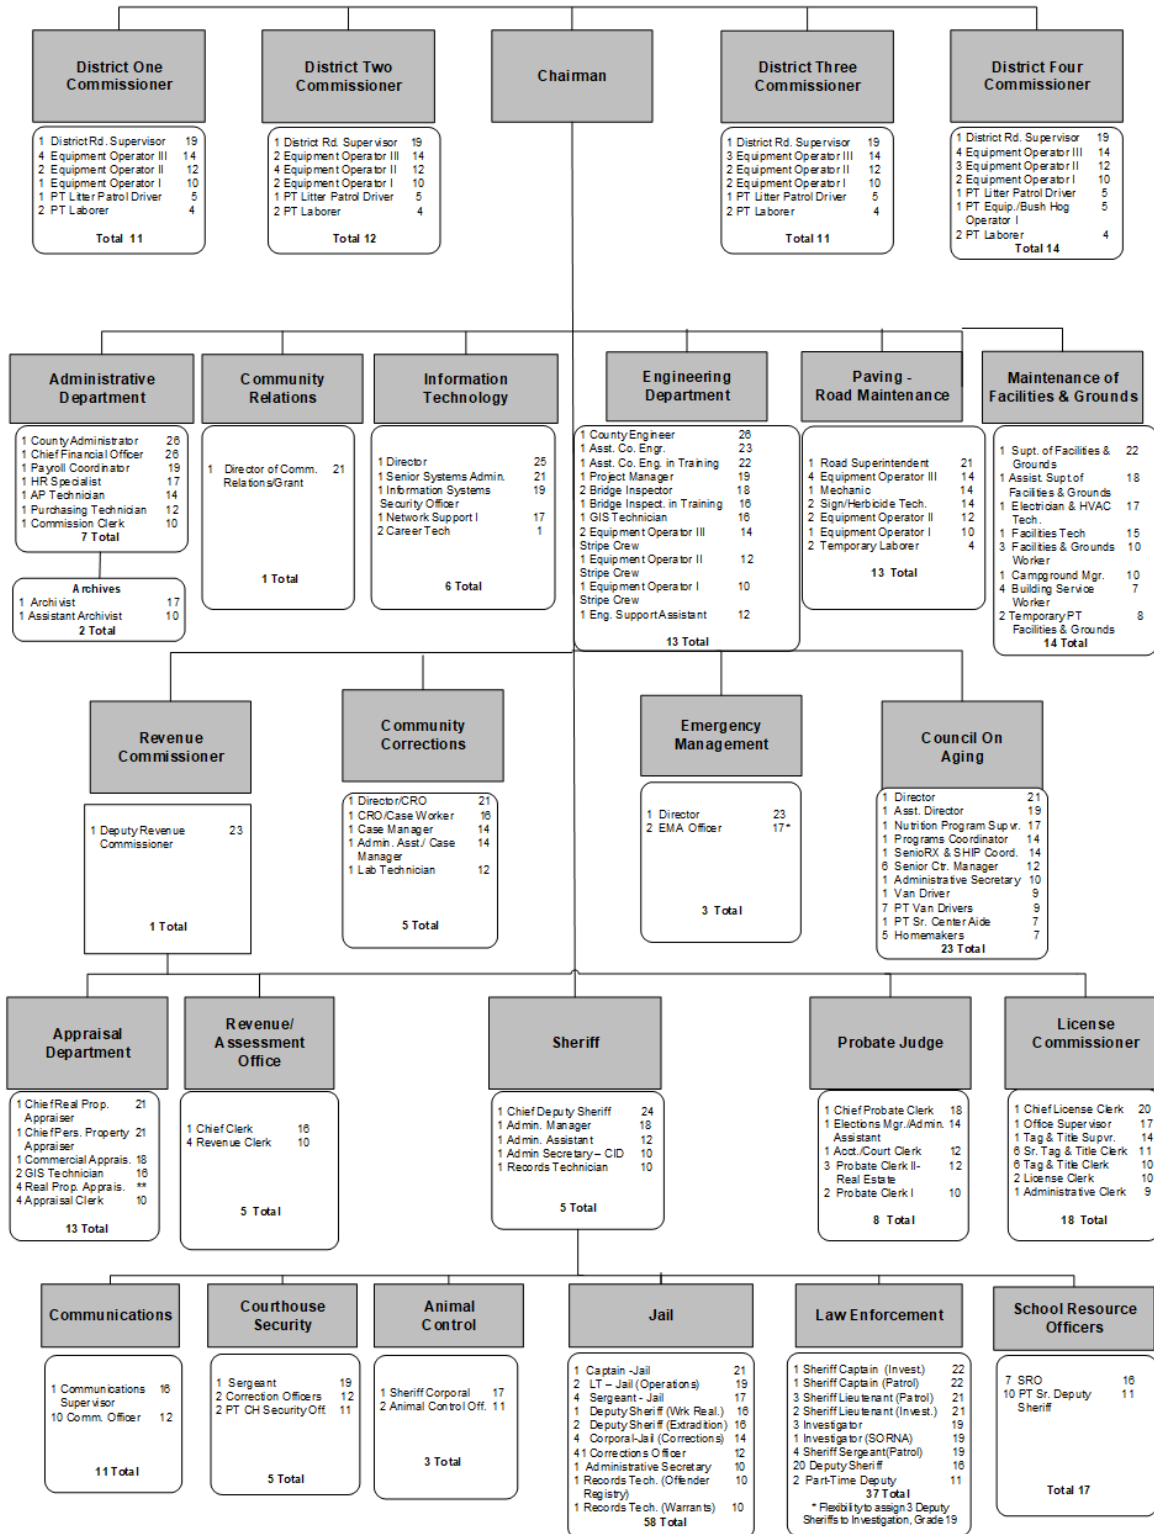 District One
Commissioner
District Two
Commissioner
Chairman
District Three
Commissioner
District Four
Commissioner
1 District Rd. Supervisor 19
4 Equipment Operator III 14
2 Equipment Operator II 12
1 Equipment Operator I 10
1 PT Litter Patrol Driver 5
2 PT Laborer 4
Total 11
1 District Rd. Supervisor 19
2 Equipment Operator III 14
4 Equipment Operator II 12
2 Equipment Operator I 10
1 PT Litter Patrol Driver 5
2 PT Laborer 4
Total 12
1 District Rd. Supervisor 19
3 Equipment Operator III 14
2 Equipment Operator II 12
2 Equipment Operator I 10
1 PT Litter Patrol Driver 5
2 PT Laborer 4
Total 11
1 District Rd. Supervisor 19
4 Equipment Operator III 14
3 Equipment Operator II 12
2 Equipment Operator I 10
1 PT Litter Patrol Driver 5
1 PT Equip./Bush Hog 5
Operator I
2 PT Laborer 4
Total 14
Administrative
Department
Community
Relations
Information
Technology
Engineering
Department
Paving -
Road Maintenance
Maintenance of
Facilities & Grounds
1 County Administrator 26
1 Chief Financial Officer 26
1 Payroll Coordinator 19
1 HR Specialist 17
1 AP Technician 14
1 Purchasing Technician 12
1 Commission Clerk 10
7 Total
Archives
1 Archivist 17
1 Assistant Archivist 10
2 Total
1 Director of Comm. 21
Relations/Grant
1 Total
1 Director 25
1 Senior Systems Admin. 21
1 Information Systems 19
Security Officer
1 Network Support I 17
2 Career Tech 1
6 Total
1 County Engineer 26
1 Asst. Co. Engr. 23
1 Asst. Co. Eng. in Training 22
1 Project Manager 19
2 Bridge Inspector 18
1 Bridge Inspect. in Training 16
1 GIS Technician 16
2 Equipment Operator III 14
Stripe Crew
1 Equipment Operator II 12
Stripe Crew
1 Equipment Operator I 10
Stripe Crew
1 Eng. Support Assistant 12
13 Total
1 Road Superintendent 21
4 Equipment Operator III 14
1 Mechanic 14
2 Sign/Herbicide Tech. 14
2 Equipment Operator II 12
1 Equipment Operator I 10
2 Temporary Laborer 4
13 Total
1 Supt. of Facilities & 22
Grounds
1 Assist. Supt of 18
Facilities & Grounds
1 Electrician & HVAC 17
Tech.
1 Facilities Tech 15
3 Facilities & Grounds 10
Worker
1 Campground Mgr. 10
4 Building Service 7
Worker
2 Temporary PT 8
Facilities & Grounds
14 Total
Revenue
Commissioner
Community
Corrections
Emergency
Management
Council On
Aging
1 Deputy Revenue 23
Commissioner
1 Total
1 Director/CRO 21
1 CRO/Case Worker 16
1 Case Manager 14
1 Admin. Asst./ Case 14
Manager
1 Lab Technician 12
5 Total
1 Director 23
2 EMA Officer 17*
3 Total
1 Director 21
1 Asst. Director 19
1 Nutrition Program Supvr. 17
1 Programs Coordinator 14
1 SenioRX & SHIP Coord. 14
6 Senior Ctr. Manager 12
1 Administrative Secretary 10
1 Van Driver 9
7 PT Van Drivers 9
1 PT Sr. Center Aide 7
5 Homemakers 7
23 Total
Appraisal
Department
Revenue/
Assessment
Office
Sheriff
Probate Judge
License
Commissioner
1 Chief Real Prop. 21
Appraiser
1 Chief Pers. Property 21
Appraiser
1 Commercial Apprais. 18
2 GIS Technician 16
4 Real Prop. Apprais. **
4 Appraisal Clerk 10
13 Total
1 Chief Clerk 16
4 Revenue Clerk 10
5 Total
1 Chief Deputy Sheriff 24
1 Admin. Manager 18
1 Admin. Assistant 12
1 Admin Secretary – CID 10
1 Records Technician 10
5 Total
1 Chief Probate Clerk 18
1 Elections Mgr./Admin. 14
Assistant
1 Acct./Court Clerk 12
3 Probate Clerk II- 12
Real Estate
2 Probate Clerk I 10
8 Total
1 Chief License Clerk 20
1 Office Supervisor 17
1 Tag & Title Supvr. 14
6 Sr. Tag & Title Clerk 11
6 Tag & Title Clerk 10
2 License Clerk 10
1 Administrative Clerk 9
18 Total
Communications
Courthouse
Security
Animal
Control
Jail
Law Enforcement
School Resource
Officers
1 Communications 16
Supervisor
10 Comm. Officer 12
11 Total
1 Sergeant 19
2 Correction Officers 12
2 PT CH Security Off. 11
5 Total
1 Sheriff Corporal 17
2 Animal Control Off. 11
3 Total
1 Captain -Jail 21
2 LT – Jail (Operations) 19
4 Sergeant - Jail 17
1 Deputy Sheriff (Wrk Real.) 16
2 Deputy Sheriff (Extradition) 16
4 Corporal-Jail (Corrections) 14
41 Corrections Officer 12
1 Administrative Secretary 10
1 Records Tech. (Offender 10
Registry)
1 Records Tech. (Warrants) 10
58 Total
1 Sheriff Captain (Invest.) 22
1 Sheriff Captain (Patrol) 22
3 Sheriff Lieutenant (Patrol) 21
2 Sheriff Lieutenant (Invest.) 21
3 Investigator 19
1 Investigator (SORNA) 19
4 Sheriff Sergeant(Patrol) 19
20 Deputy Sheriff 16
2 Part-Time Deputy 11
37 Total
* Flexibility to assign 3 Deputy
Sheriffs to Investigation, Grade 19
7 SRO 16
10 PT Sr. Deputy 11
Sheriff
Total 17